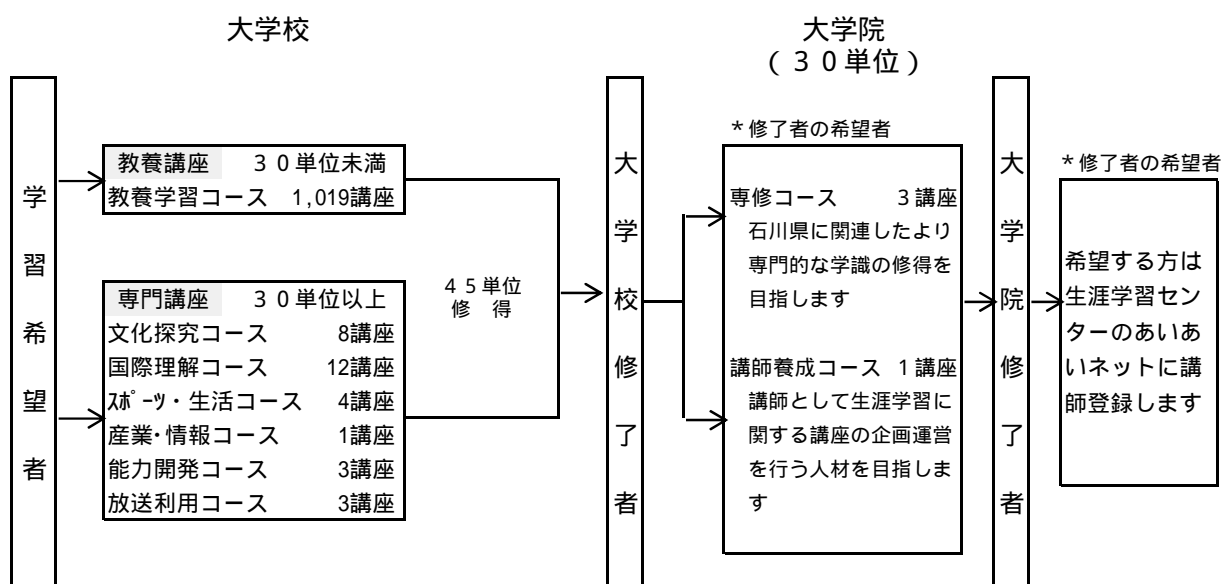 大学校
大学院
(３０単位)
学習希望者
教養講座 ３０単位未満
教養学習コース 1,019講座
専門講座 ３０単位以上
文化探究コース 8講座
国際理解コース 12講座
ｽﾎﾟｰﾂ・生活コース 4講座
産業・情報コース 1講座
能力開発コース 3講座
放送利用コース 3講座
４５単位
修 得
大学校修了者
＊修了者の希望者
専修コース ３講座
石川県に関連したより
専門的な学識の修得を
目指します
講師養成コース １講座
講師として生涯学習に
関する講座の企画運営
を行う人材を目指しま
す
大学院修了者
＊修了者の希望者
希望する方は
生涯学習セン
ターのあいあ
いネットに講
師登録します